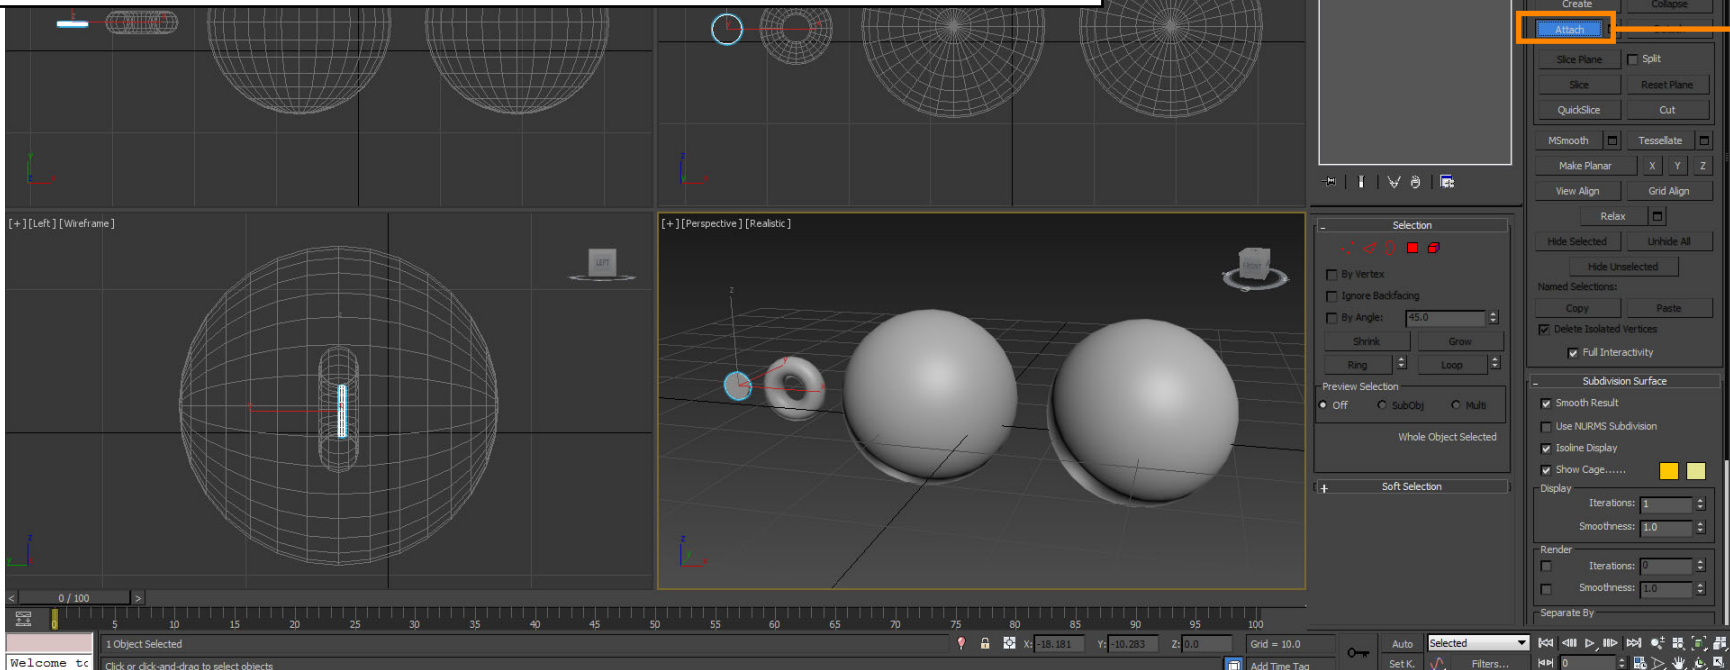 Create
Collapse
Attach
Slice Plane
Split
Slice
Reset Plane
QuickSlice
Cut
MSmooth
Tessellate
Make Planar
X
Y
Z
View Align
Grid Align
Relax
Hide Selected
Unhide All
Hide Unselected
Named Selections:
Copy
Paste
Delete Isolated Vertices
Full Interactivity
Subdivision Surface
Smooth Result
Use NURMS Subdivision
Isoline Display
Show Cage......
Display
Iterations: 1
Smoothness: 1.0
Render
Iterations: 0
Smoothness: 1.0
Separate By
Selection
By Vertex
Ignore Backfacing
By Angle: 45.0
Shrink
Grow
Ring
Loop
Preview Selection
Off
SubObj
Multi
Whole Object Selected
Soft Selection
[+][Left][Wireframe]
LEFT
[+][Perspective][Realistic]
FRONT
0 / 100
0 5 10 15 20 25 30 35 40 45 50 55 60 65 70 75 80 85 90 95 100
1 Object Selected
X: -18.181
Y: -10.283
Z: 0.0
Grid = 10.0
Auto
Selected
Welcome to
Click or click-and-drag to select objects
Add Time Tag
Set K.
Filters...
0